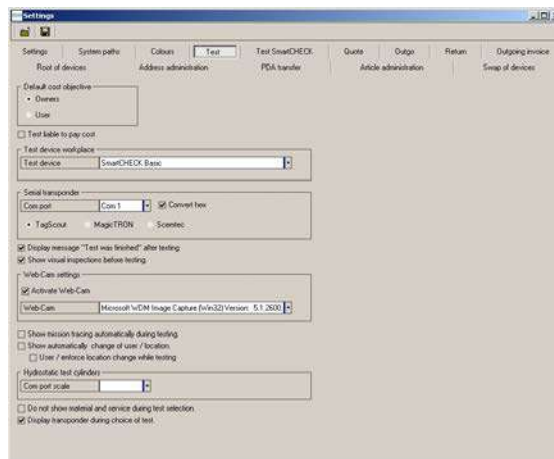 Settings
Settings System paths Colours Test Test SmartCHECK Quote Outgo Return Outgoing invoice
Root of devices Address administration PDA transfer Article administration Swap of devices
Default cost objective
Owners
User
Test liable to pay cost
Test device workplace
Test device SmartCHECK Basic
Serial transponder
Com port Com 1 Convert hex
TagScout MagicTRON Scemtec
Display message "Test was finished" after testing
Show visual inspections before testing.
Web-Cam settings
Activate Web-Cam
Web-Cam Microsoft WDM Image Capture (Win32) Version: 5.1.2600
Show mission tracing automatically during testing.
Show automatically change of user / location.
User / enforce location change while testing
Hydrostatic test cylinders
Com port scale
Do not show material and service during test selection.
Display transponder during choice of test.